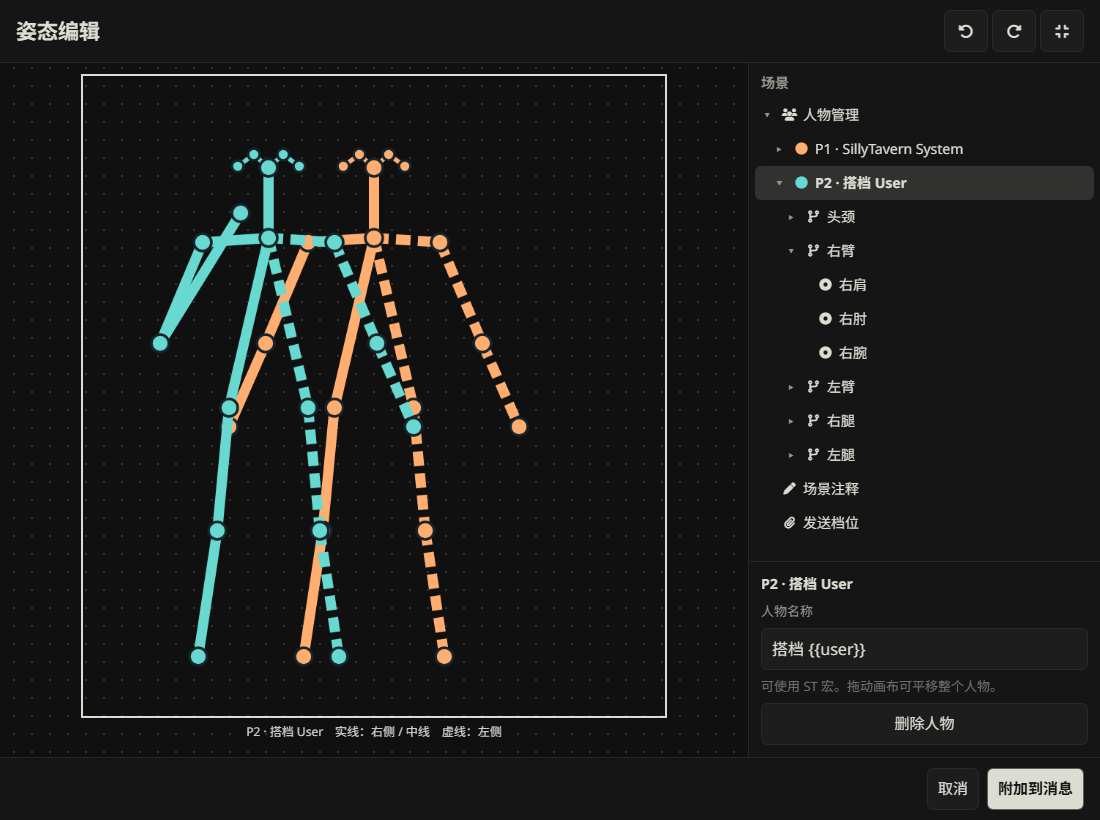 姿态编辑
场景
人物管理
P1 · SillyTavern System
P2 · 搭档 User
头颈
右臂
右肩
右肘
右腕
左臂
右腿
左腿
场景注释
发送档位
P2 · 搭档 User
人物名称
搭档 {{user}}
可使用 ST 宏。拖动画布可平移整个人物。
删除人物
P2 · 搭档 User 实线：右侧 / 中线 虚线：左侧
取消
附加到消息